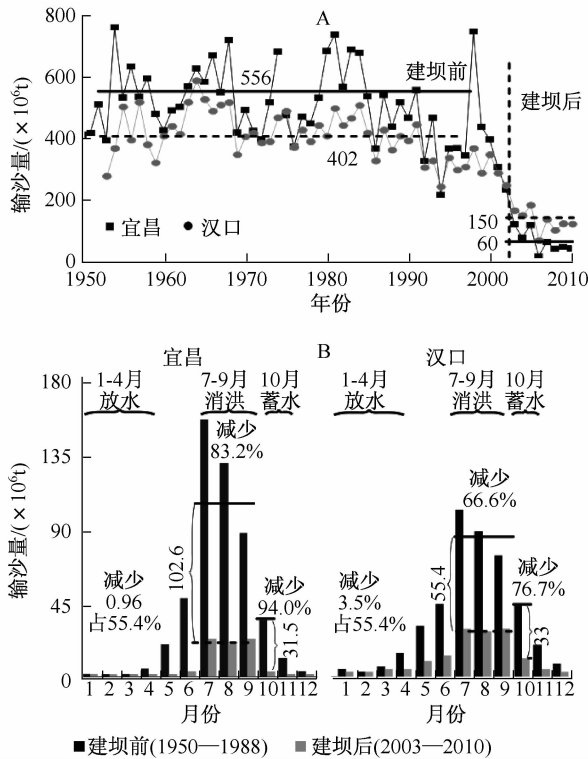 A
输沙量/(×10⁶t)
800
600
400
200
0
556
建坝前
建坝后
402
150
60
■宜昌 ●汉口
1950 1960 1970 1980 1990 2000 2010
年份
宜昌 B 汉口
输沙量/(×10⁶t)
180
135
90
45
0
1-4月
放水
7-9月
消洪
10月
蓄水
减少
83.2%
102.6
减少
0.96
占55.4%
减少
94.0%
31.5
1 2 3 4 5 6 7 8 9 10 11 12
月份
1-4月
放水
7-9月
消洪
10月
蓄水
减少
66.6%
55.4
减少
3.5%
占55.4%
减少
76.7%
33
1 2 3 4 5 6 7 8 9 10 11 12
月份
■建坝前(1950—1988) ■建坝后(2003—2010)